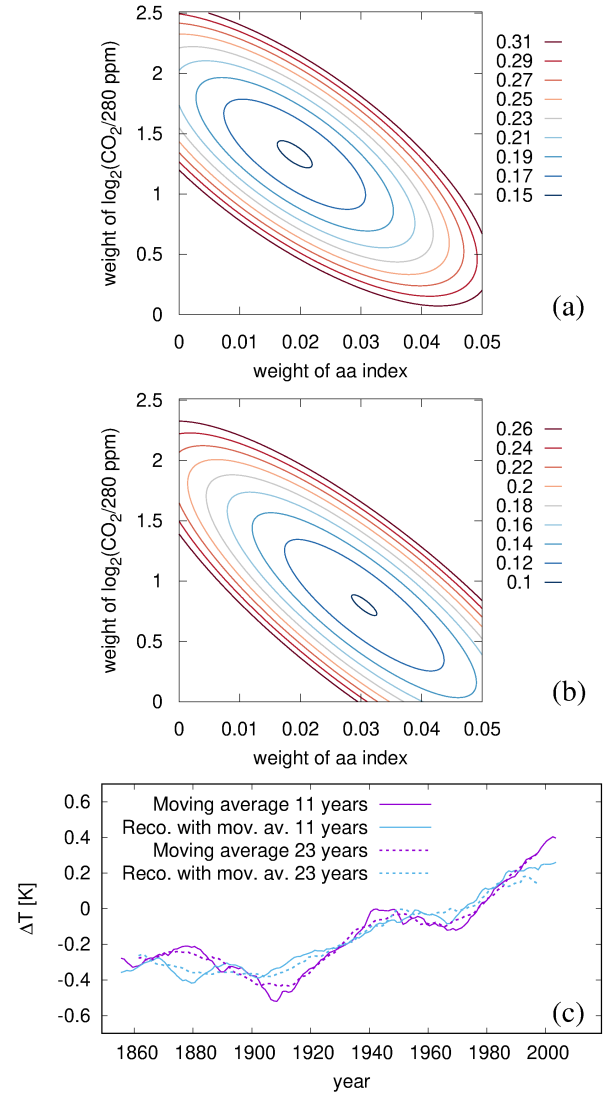 2.5
2
1.5
1
0.5
0
weight of log2(CO2/280 ppm)
0.31
0.29
0.27
0.25
0.23
0.21
0.19
0.17
0.15
(a)
0 0.01 0.02 0.03 0.04 0.05
weight of aa index
2.5
2
1.5
1
0.5
0
weight of log2(CO2/280 ppm)
0.26
0.24
0.22
0.2
0.18
0.16
0.14
0.12
0.1
(b)
0 0.01 0.02 0.03 0.04 0.05
weight of aa index
0.6
0.4
0.2
0
-0.2
-0.4
-0.6
ΔT [K]
Moving average 11 years
Reco. with mov. av. 11 years
Moving average 23 years
Reco. with mov. av. 23 years
(c)
1860 1880 1900 1920 1940 1960 1980 2000
year